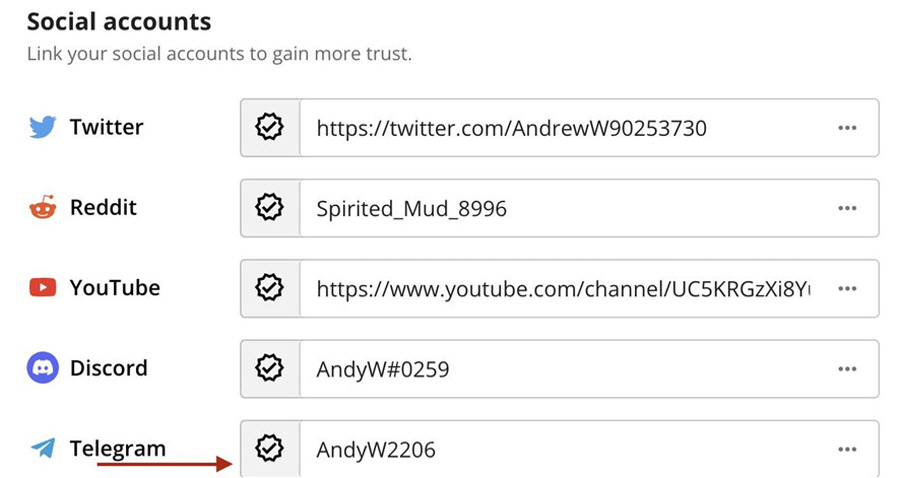 Social accounts
Link your social accounts to gain more trust.
Twitter https://twitter.com/AndrewW90253730 •••
Reddit Spirited_Mud_8996 •••
YouTube https://www.youtube.com/channel/UC5KRGzXi8Y •••
Discord AndyW#0259 •••
Telegram AndyW2206 •••